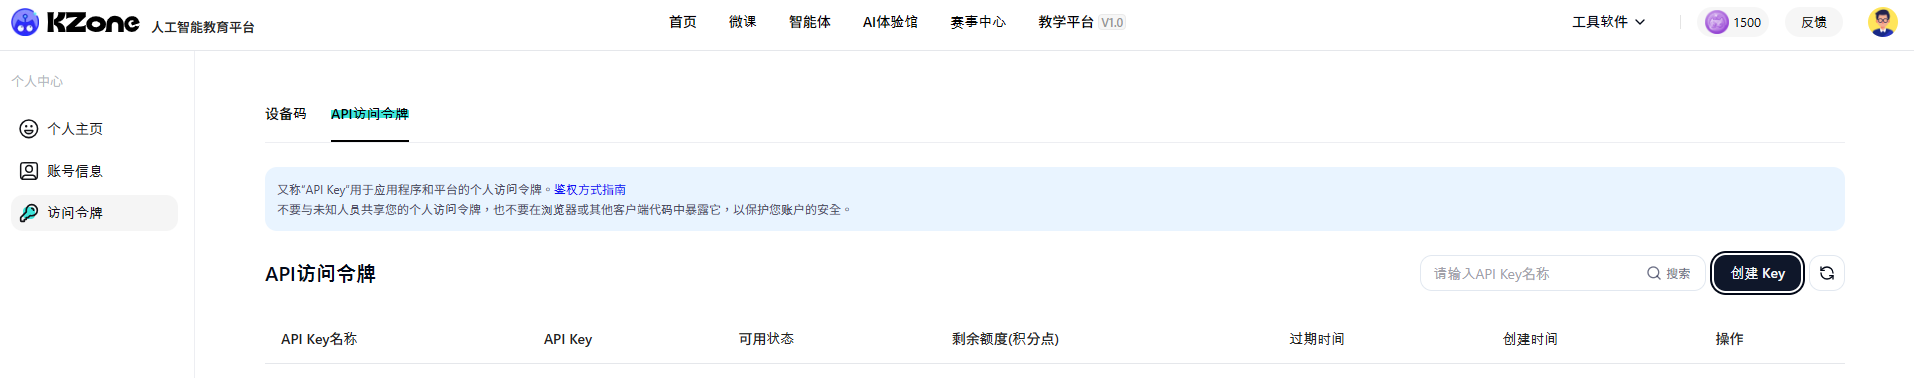 KZone 人工智能教育平台 首页 微课 智能体 AI体验馆 赛事中心 教学平台 V1.0 工具软件 1500 反馈
个人中心
设备码 API访问令牌
个人主页
账号信息
访问令牌
又称“API Key”用于应用程序和平台的个人访问令牌。鉴权方式指南
不要与未知人员共享您的个人访问令牌，也不要在浏览器或其他客户端代码中暴露它，以保护您账户的安全。
API访问令牌 请输入API Key名称 搜索 创建 Key
API Key名称 API Key 可用状态 剩余额度(积分点) 过期时间 创建时间 操作